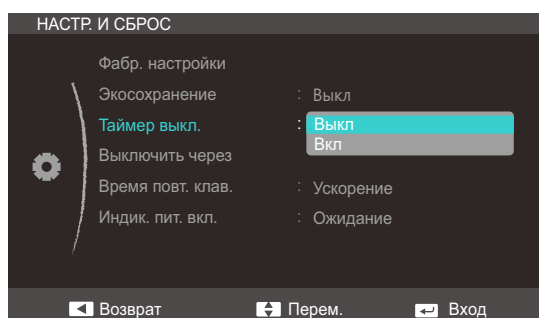 НАСТР. И СБРОС
Фабр. настройки
Экосохранение : Выкл
Таймер выкл. : Выкл
Вкл
Выключить через
Время повт. клав. : Ускорение
Индик. пит. вкл. : Ожидание
Возврат Перем. Вход